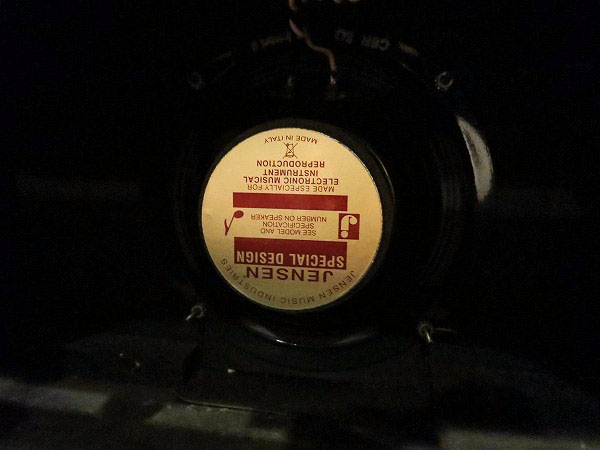 JENSEN MUSIC INDUSTRIES
JENSEN
SPECIAL DESIGN
SEE MODEL AND
SPECIFICATION
NUMBER ON SPEAKER
MADE ESPECIALLY FOR
ELECTRONIC MUSICAL
INSTRUMENT
REPRODUCTION
MADE IN ITALY